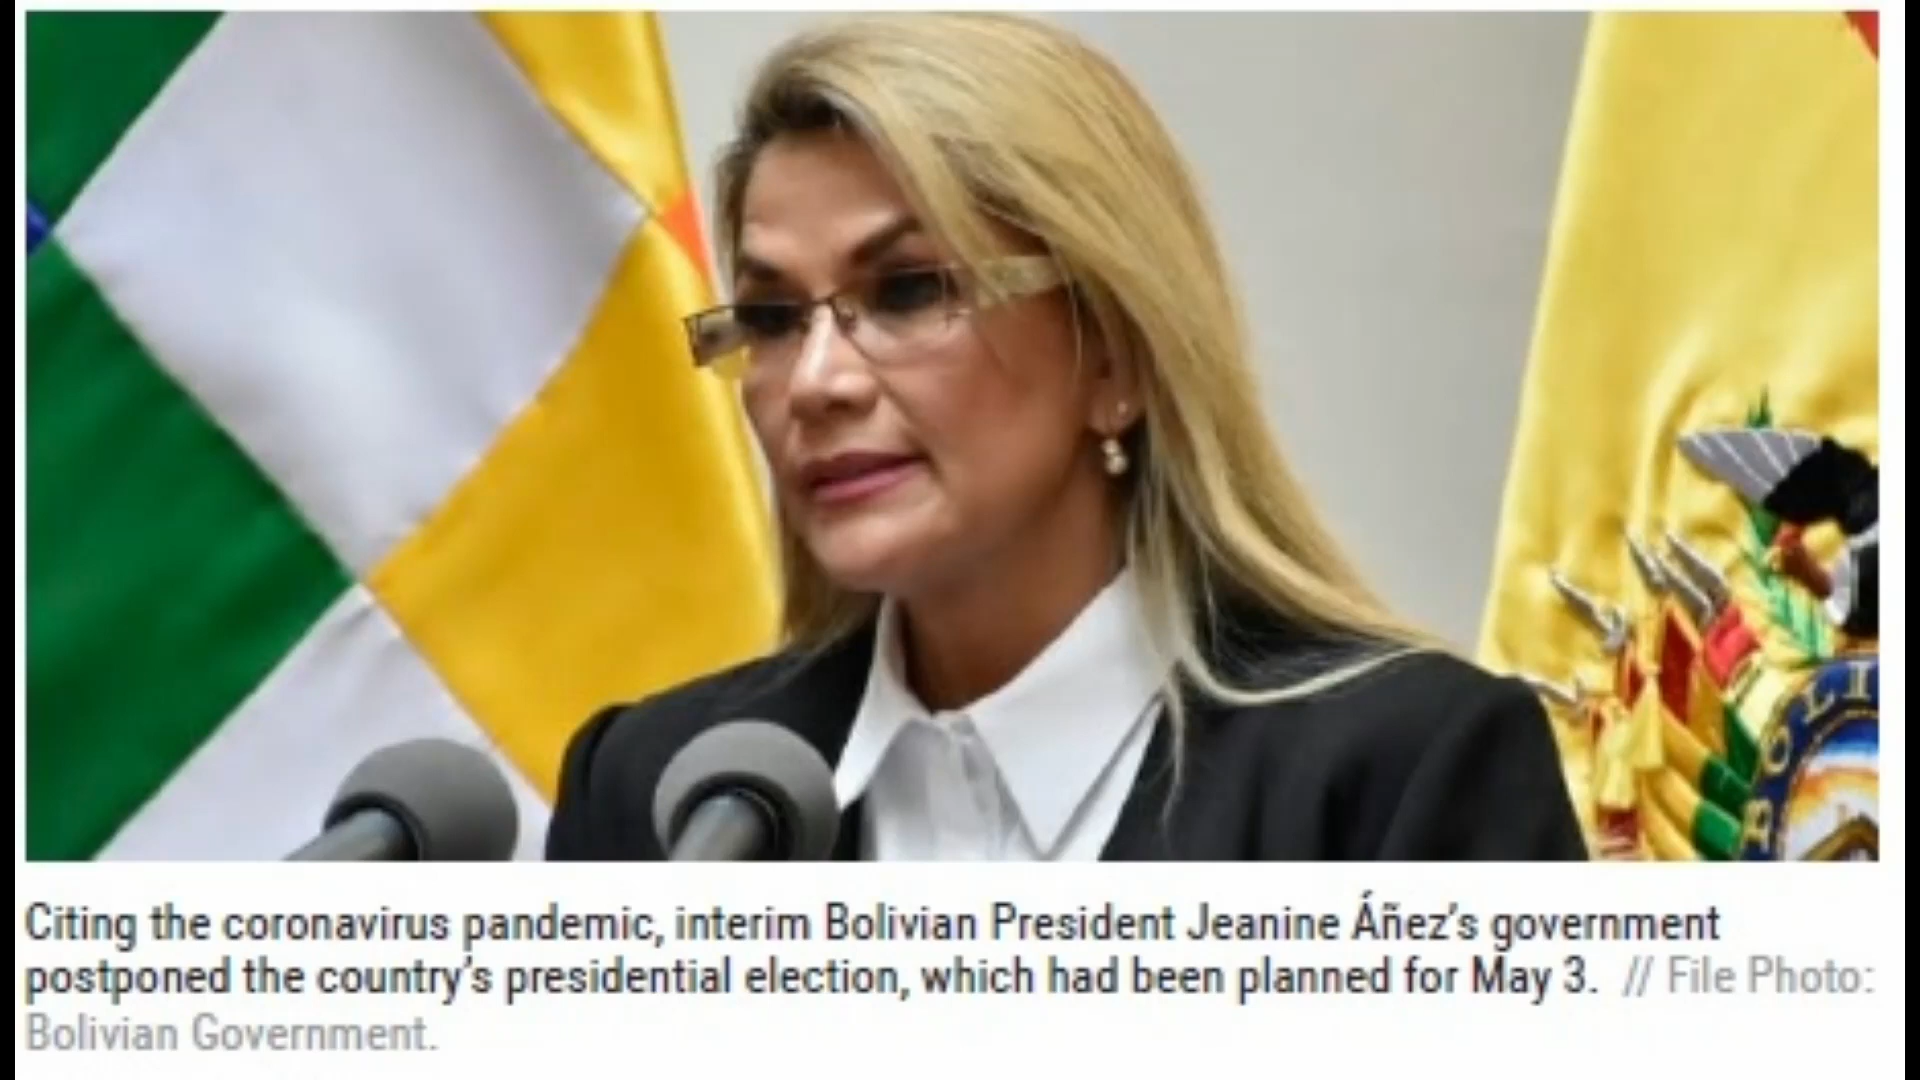 Citing the coronavirus pandemic, interim Bolivian President Jeanine Áñez's government
postponed the country's presidential election, which had been planned for May 3. // File Photo:
Bolivian Government.
OLI